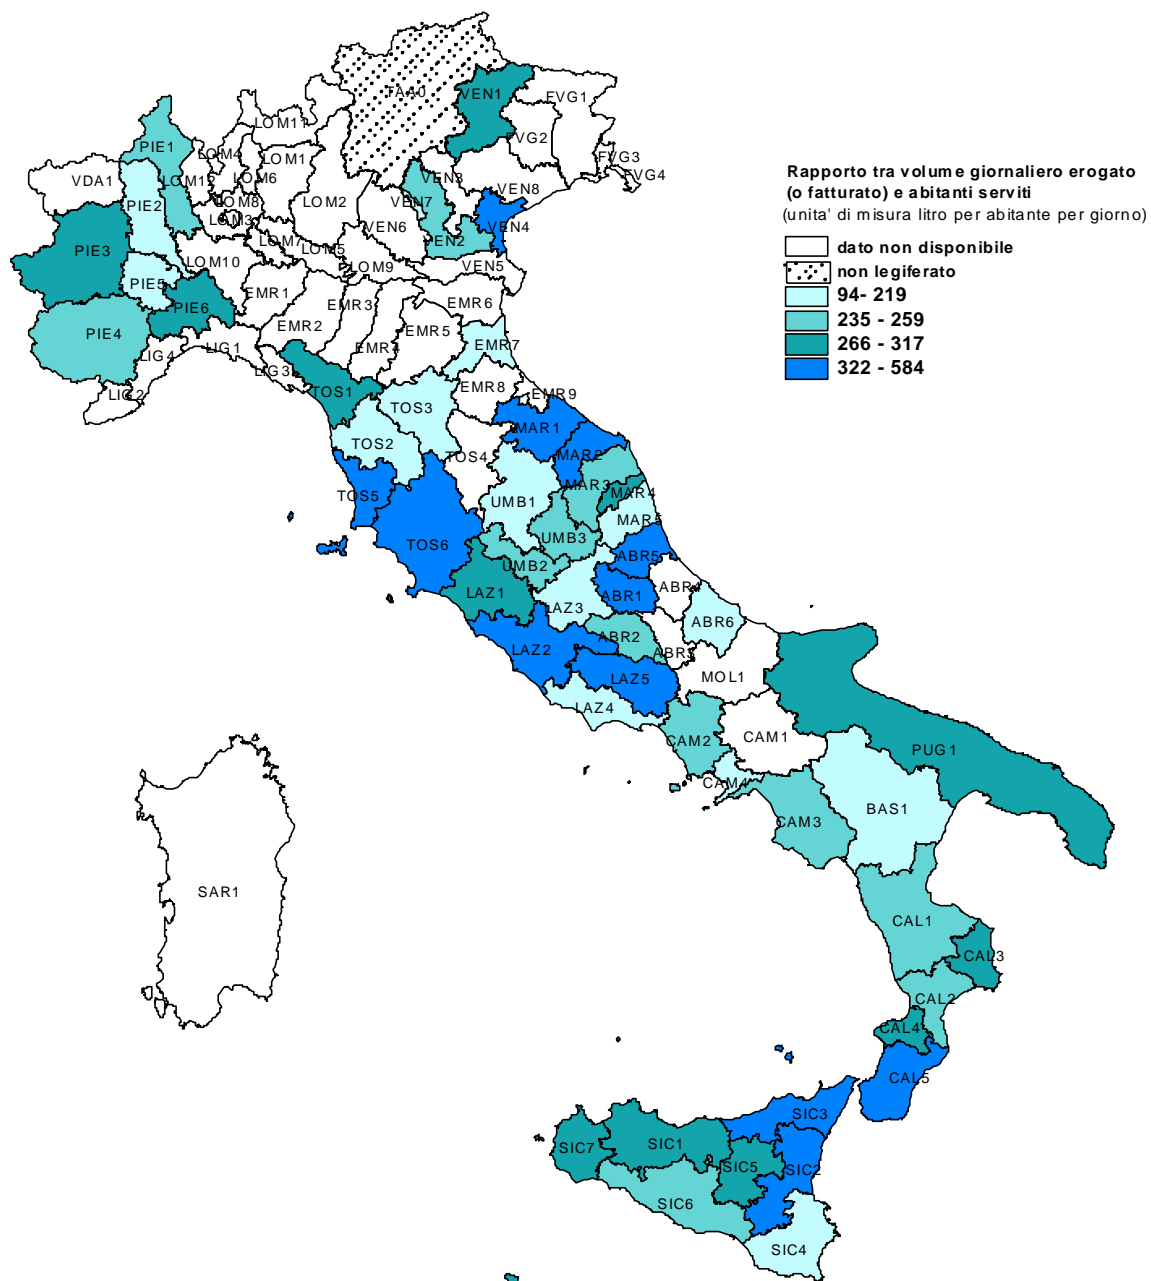 Rapporto tra volume giornaliero erogato
(o fatturato) e abitanti serviti
(unita' di misura litro per abitante per giorno)
dato non disponibile
non legiferato
94- 219
235 - 259
266 - 317
322 - 584
TAA0
VEN1
FVG1
LOM11
FVG2
PIE1
LOM4
LOM1
FVG3
VDA1
LOM6
VEN3
FVG4
VEN8
PIE2
LOM8
LOM2
VEN7
LOM3
VEN6
VEN4
VEN2
PIE3
LOM7
LOM5
LOM10
LOM9
VEN5
PIE5
EMR1
PIE6
EMR3
EMR6
EMR2
EMR5
PIE4
LIG4
LIG1
EMR4
EMR7
LIG3
LIG2
TOS1
EMR8
EMR9
TOS3
MAR1
TOS2
TOS4
MAR2
MAR3
TOS5
UMB1
MAR4
MAR5
TOS6
UMB3
ABR5
UMB2
LAZ1
ABR1
ABR4
LAZ3
ABR6
ABR2
LAZ2
ABR3
LAZ5
MOL1
LAZ4
CAM2
CAM1
PUG1
CAM4
CAM3
BAS1
SAR1
CAL1
CAL3
CAL2
CAL4
CAL5
SIC3
SIC7
SIC1
SIC5
SIC2
SIC6
SIC4